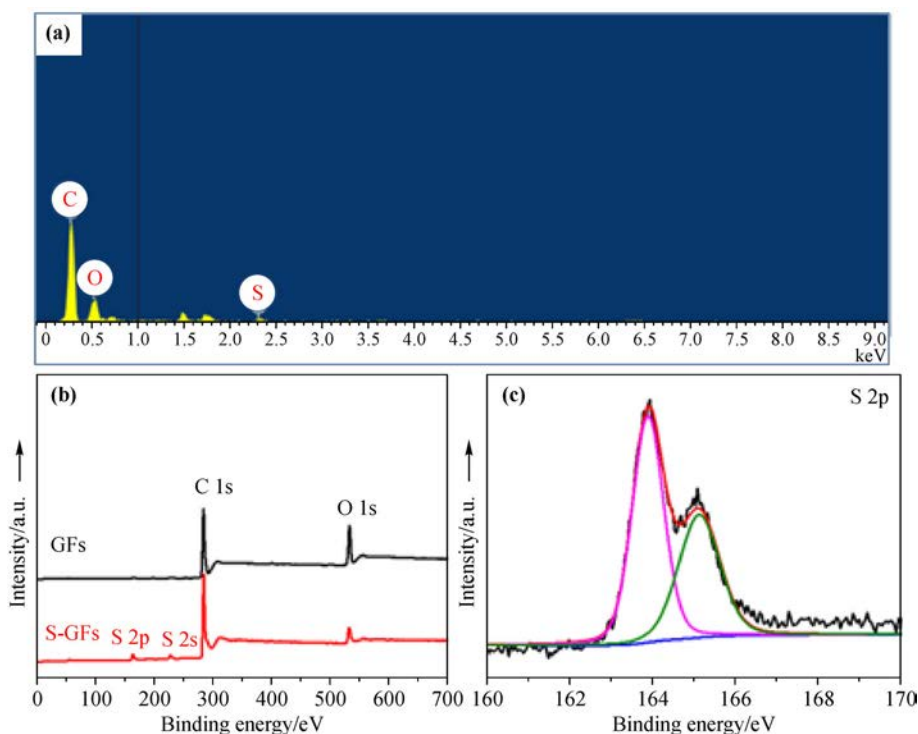 (a)
C
O
S
0 0.5 1.0 1.5 2.0 2.5 3.0 3.5 4.0 4.5 5.0 5.5 6.0 6.5 7.0 7.5 8.0 8.5 9.0
keV
(b)
C 1s
O 1s
GFs
S-GFs
S 2p
S 2s
Intensity/a.u.
0 100 200 300 400 500 600 700
Binding energy/eV
(c)
S 2p
Intensity/a.u.
160 162 164 166 168 170
Binding energy/eV